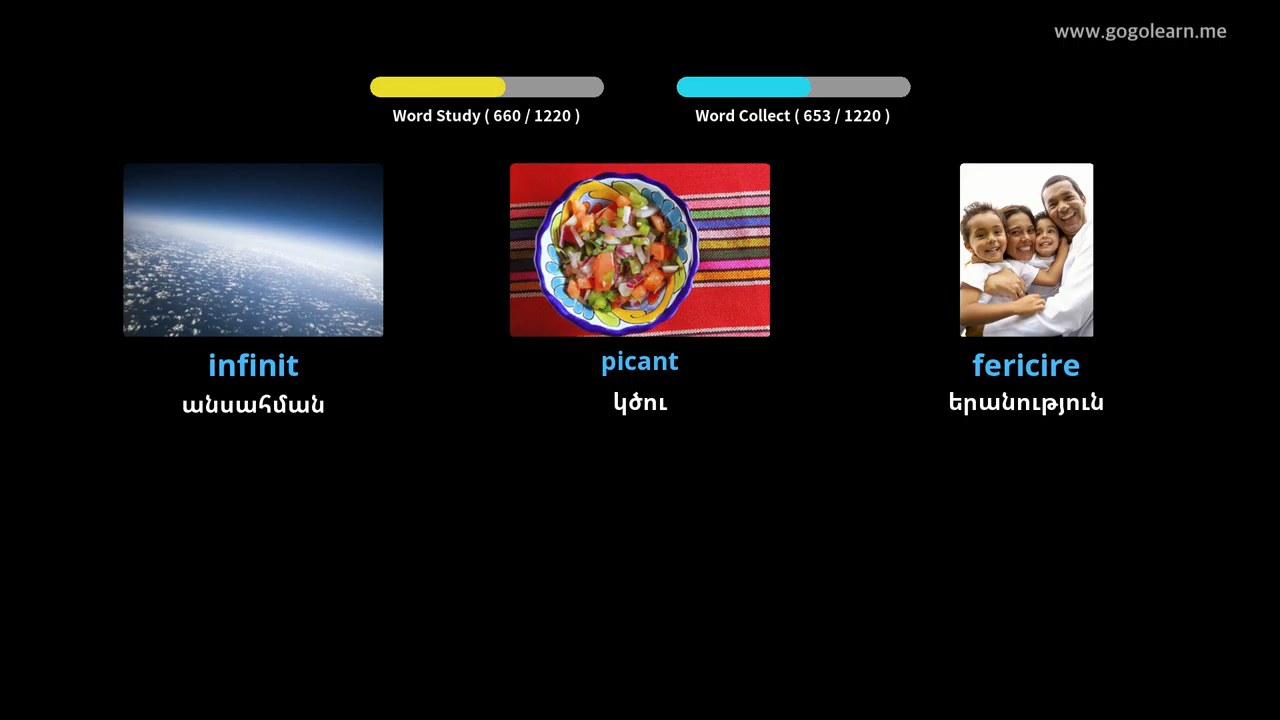 www.gogolearn.me
Word Study ( 660 / 1220 )
Word Collect ( 653 / 1220 )
infinit
picant
fericire
անսահման
կծու
երանություն